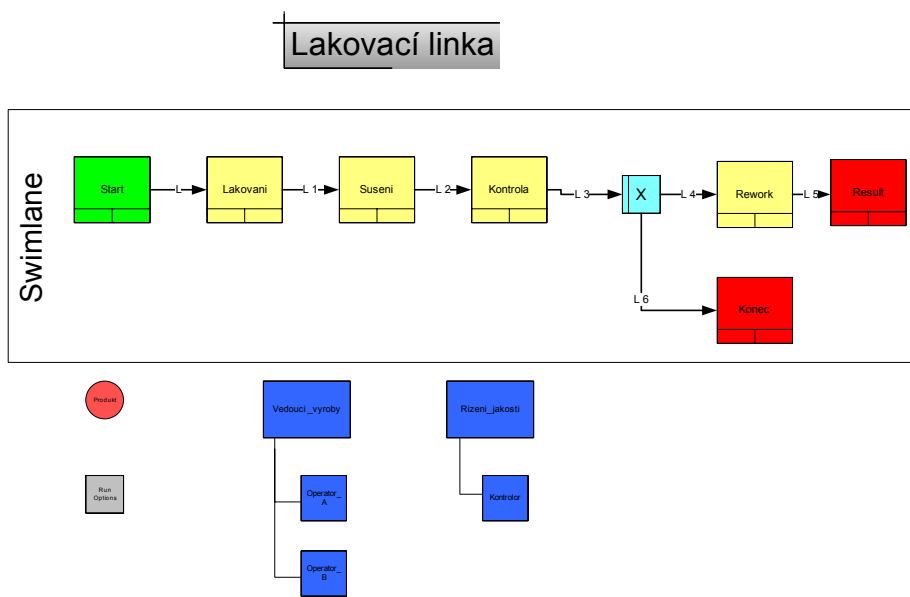 Lakovací linka
Swimlane
Start
L
Lakovani
L 1
Suseni
L 2
Kontrola
L 3
X
L 4
Rework
L 5
Result
L 6
Konec
Produkt
Vedouci_vyroby
Rizeni_jakosti
Run
Options
Operator_
A
Kontrolor
Operator_
B